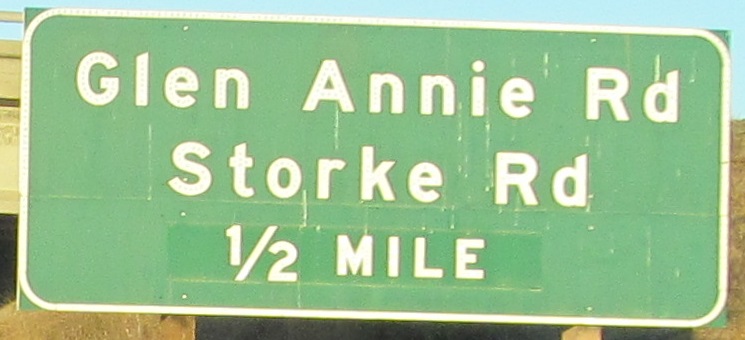 Glen Annie Rd
Storke Rd
½ MILE